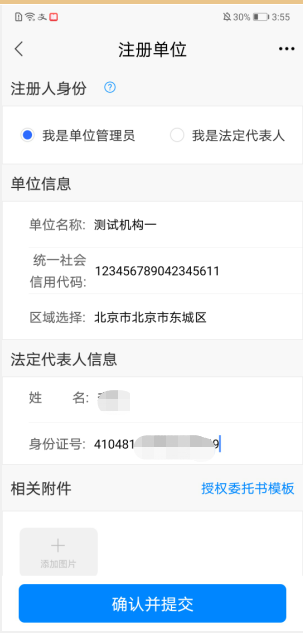 30% 3:55
注册单位
注册人身份
我是单位管理员 我是法定代表人
单位信息
单位名称: 测试机构一
统一社会
信用代码: 123456789042345611
区域选择: 北京市北京市东城区
法定代表人信息
姓 名:
身份证号: 410481 9
相关附件 授权委托书模板
添加图片
确认并提交